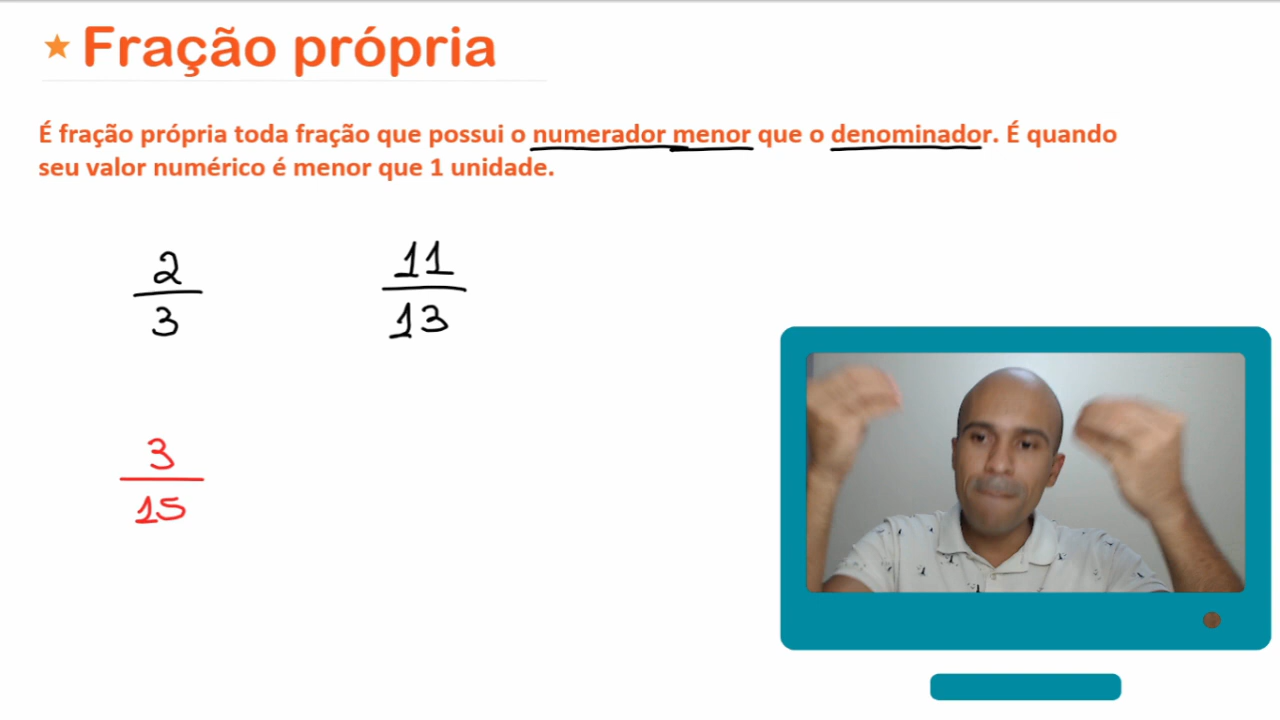 Fração própria
É fração própria toda fração que possui o numerador menor que o denominador. É quando
seu valor numérico é menor que 1 unidade.
2
3
11
13
3
15